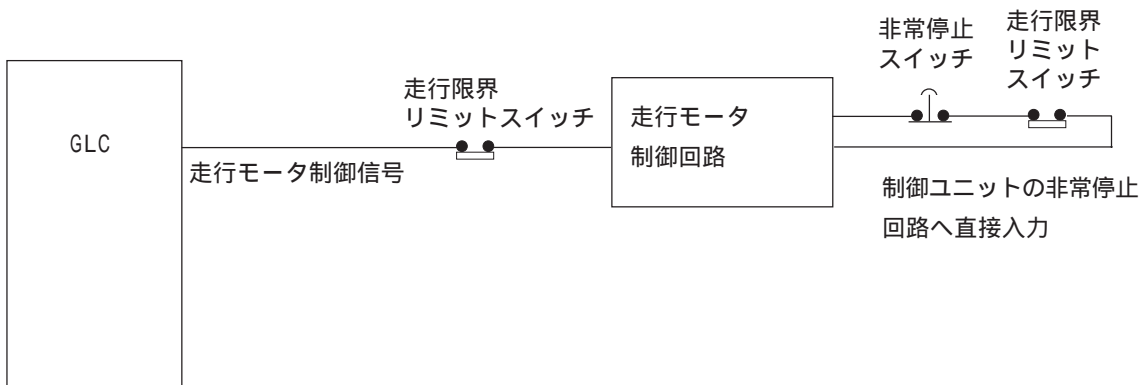 非常停止
スイッチ
走行限界
リミット
スイッチ
走行限界
リミットスイッチ
GLC
走行モータ制御信号
走行モータ
制御回路
制御ユニットの非常停止
回路へ直接入力